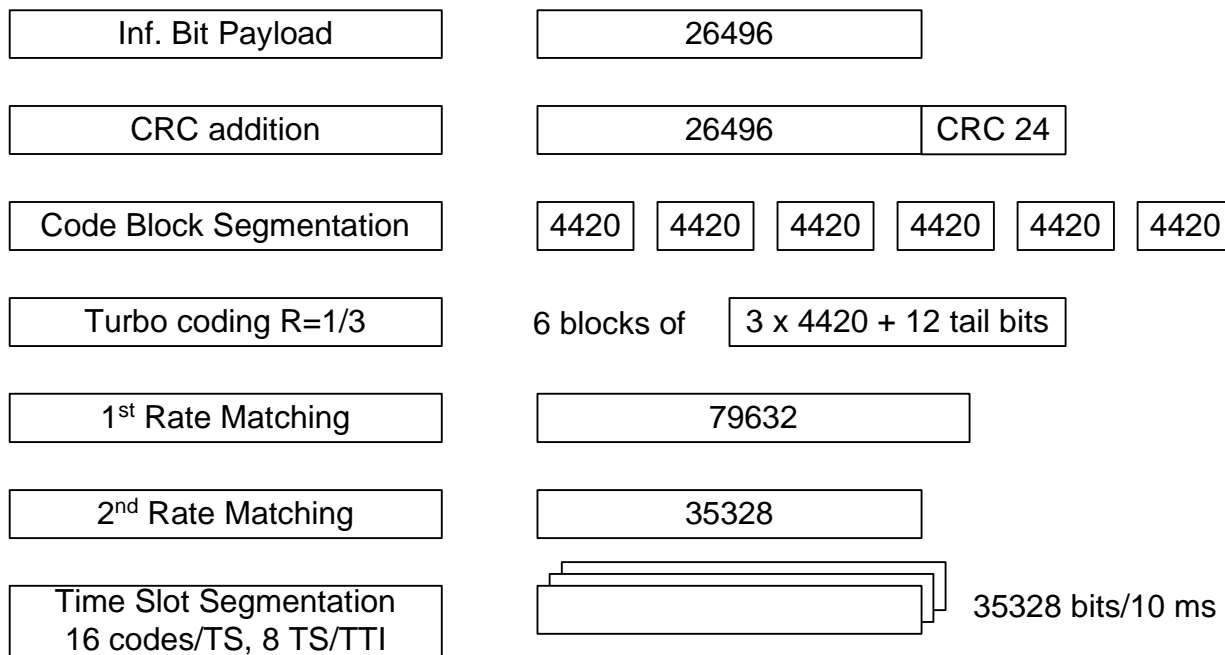 Inf. Bit Payload 26496
CRC addition 26496 CRC 24
Code Block Segmentation 4420 4420 4420 4420 4420 4420
Turbo coding R=1/3 6 blocks of 3 x 4420 + 12 tail bits
1st Rate Matching 79632
2nd Rate Matching 35328
Time Slot Segmentation
16 codes/TS, 8 TS/TTI
35328 bits/10 ms